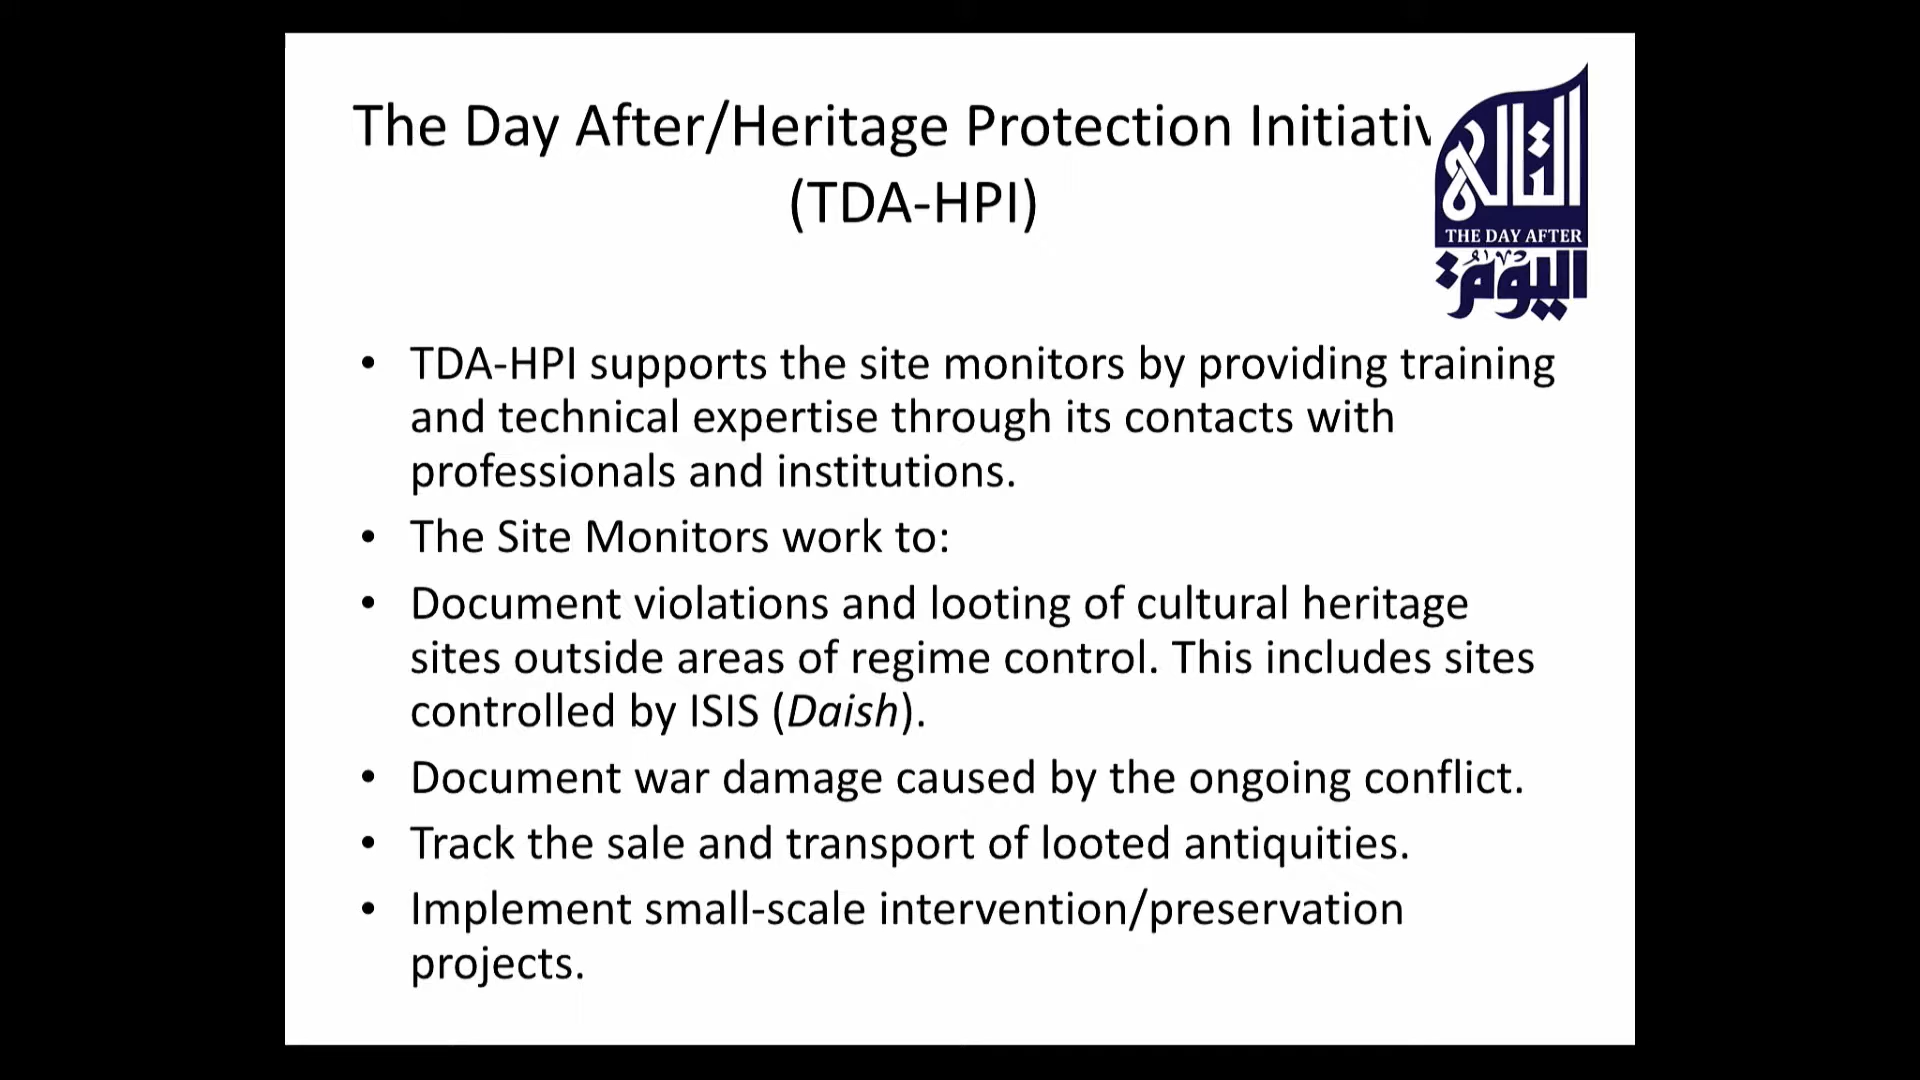 The Day After/Heritage Protection Initiativ
(TDA-HPI)
التالي
THE DAY AFTER
اليوم
• TDA-HPI supports the site monitors by providing training
and technical expertise through its contacts with
professionals and institutions.
• The Site Monitors work to:
• Document violations and looting of cultural heritage
sites outside areas of regime control. This includes sites
controlled by ISIS (Daish).
• Document war damage caused by the ongoing conflict.
• Track the sale and transport of looted antiquities.
• Implement small-scale intervention/preservation
projects.